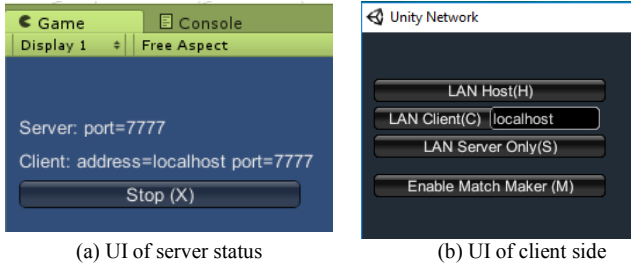 Game
Console
Display 1
Free Aspect
Server: port=7777
Client: address=localhost port=7777
Stop (X)
(a) UI of server status
Unity Network
LAN Host(H)
LAN Client(C) localhost
LAN Server Only(S)
Enable Match Maker (M)
(b) UI of client side